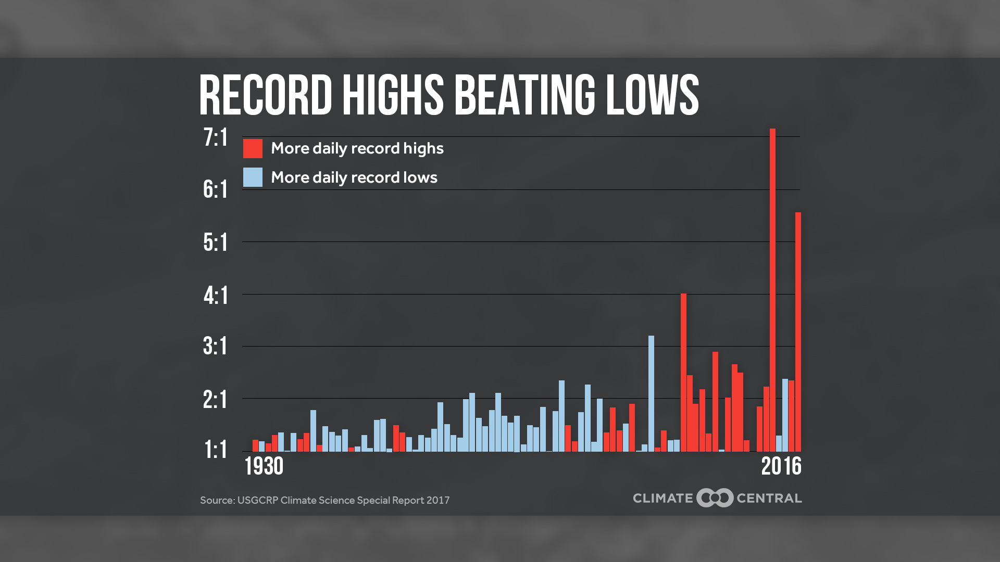 RECORD HIGHS BEATING LOWS
7:1
More daily record highs
More daily record lows
6:1
5:1
4:1
3:1
2:1
1:1
1930
2016
Source: USGCRP Climate Science Special Report 2017
CLIMATE CENTRAL